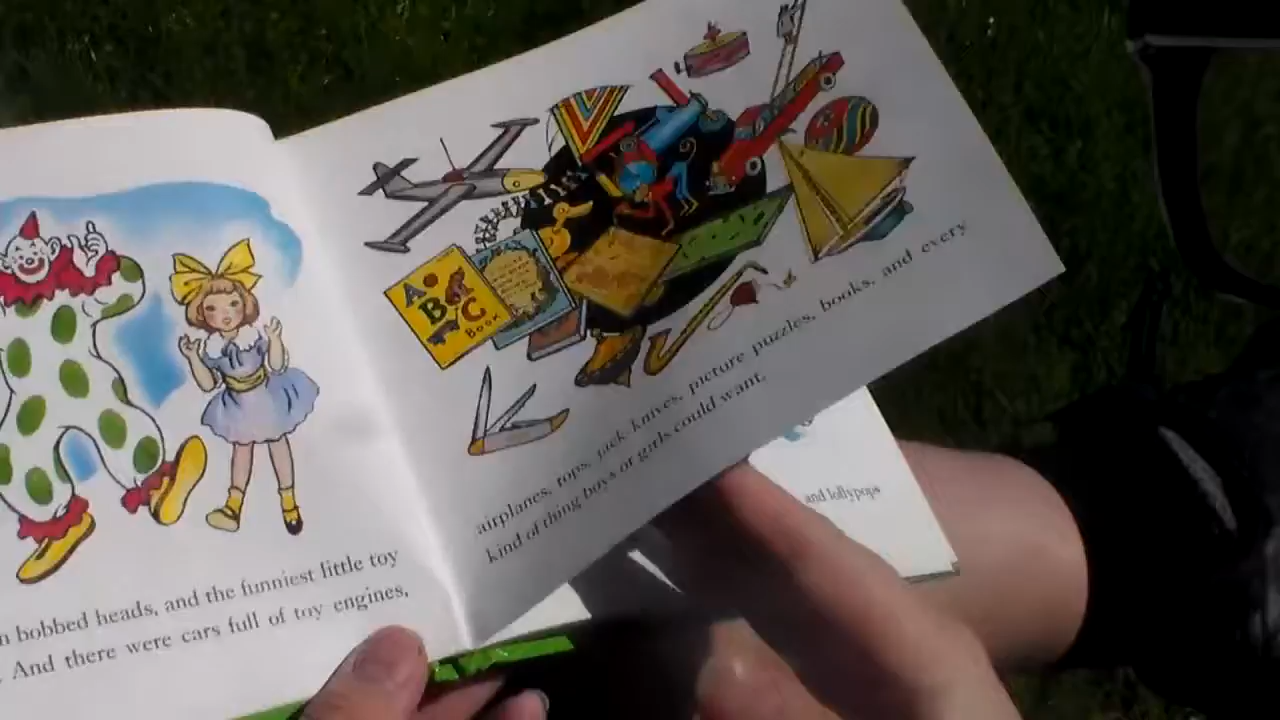 A
B
C
BOOK
n bobbed heads, and the funniest little toy
. And there were cars full of toy engines,
airplanes, tops, jack knives, picture puzzles, books, and every
kind of thing boys or girls could want.
and lollypops